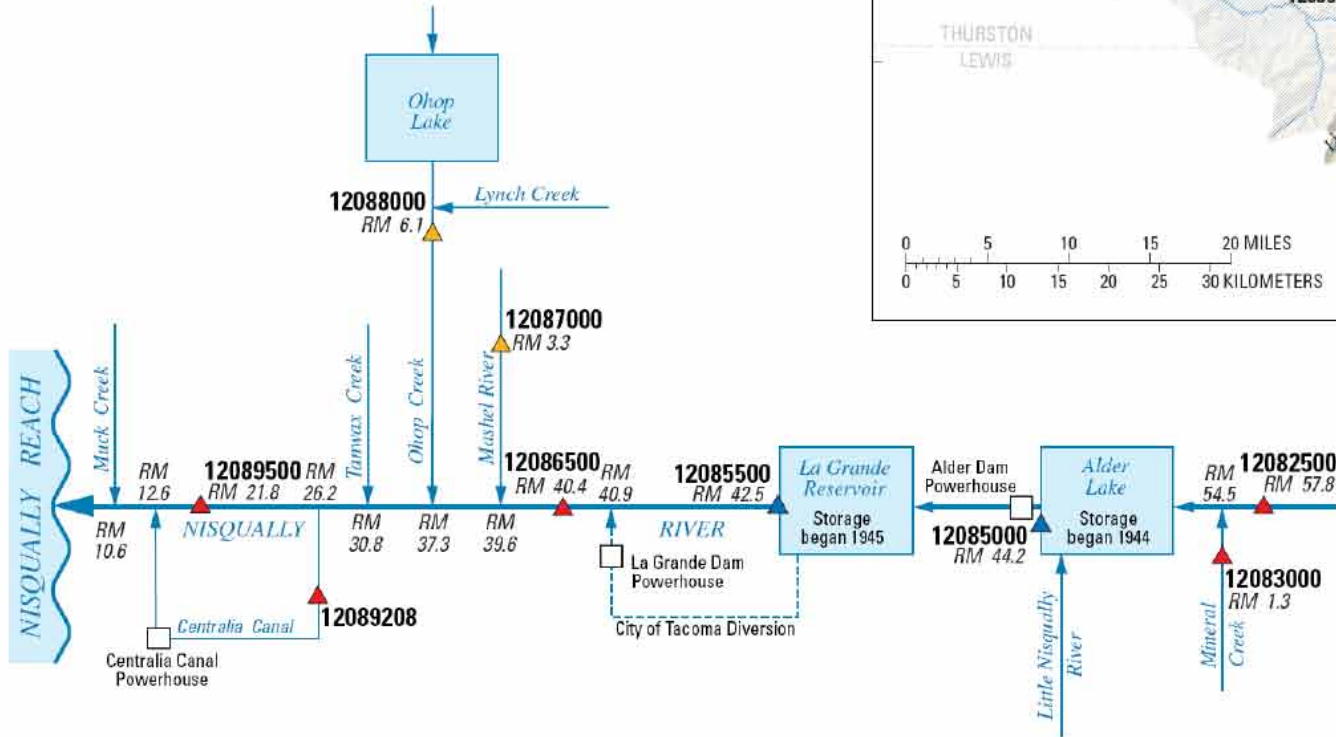 THURSTON
LEWIS
0 5 10 15 20 MILES
0 5 10 15 20 25 30 KILOMETERS
Ohop
Lake
Lynch Creek
12088000
RM 6.1
12087000
RM 3.3
NISQUALLY REACH
Muck Creek
RM
10.6
RM
12.6
12089500
RM 21.8
RM
26.2
NISQUALLY
Tanwax Creek
RM
30.8
Ohop Creek
RM
37.3
Mashel River
RM
39.6
12086500
RM 40.4
RM
40.9
RIVER
12085500
RM 42.5
La Grande
Reservoir
Storage
began 1945
Alder Dam
Powerhouse
12085000
RM 44.2
Alder
Lake
Storage
began 1944
RM
54.5
12082500
RM 57.8
12083000
RM 1.3
Mineral
Creek
Little Nisqually
River
La Grande Dam
Powerhouse
City of Tacoma Diversion
12089208
Centralia Canal
Centralia Canal
Powerhouse